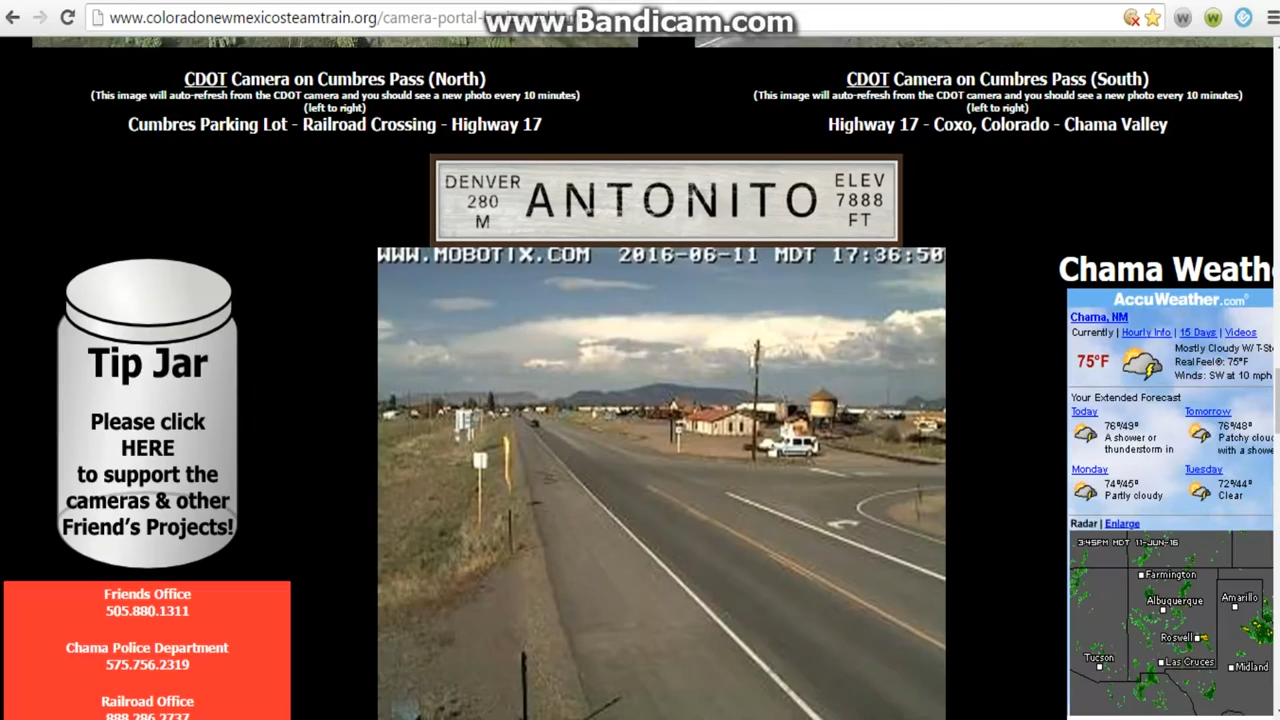 www.coloradonewmexicosteamtrain.org/camera-portal-
www.Bandicam.com
CDOT Camera on Cumbres Pass (North)
(This image will auto-refresh from the CDOT camera and you should see a new photo every 10 minutes)
(left to right)
Cumbres Parking Lot - Railroad Crossing - Highway 17
CDOT Camera on Cumbres Pass (South)
(This image will auto-refresh from the CDOT camera and you should see a new photo every 10 minutes)
(left to right)
Highway 17 - Coxo, Colorado - Chama Valley
DENVER
280
M
ANTONITO
ELEV
7888
FT
WWW.MOBOTIX.COM 2016-06-11 MDT 17:36:50
Tip Jar
Please click
HERE
to support the
cameras & other
Friend's Projects!
Friends Office
505.880.1311
Chama Police Department
575.756.2319
Railroad Office
888.286.2737
Chama Weathe
AccuWeather.com
Chama, NM
Currently | Hourly Info | 15 Days | Videos
75°F
Mostly Cloudy W/ T-St
RealFeel®: 75°F
Winds: SW at 10 mph
Your Extended Forecast
Today
76°/49°
A shower or
thunderstorm in
Tomorrow
76°/48°
Patchy cloud
with a showe
Monday
74°/45°
Partly cloudy
Tuesday
72°/44°
Clear
Radar | Enlarge
3:45PM MDT 11-JUN-16
Farmington
Albuquerque
Amarillo
Roswell
Tucson
Las Cruces
Midland